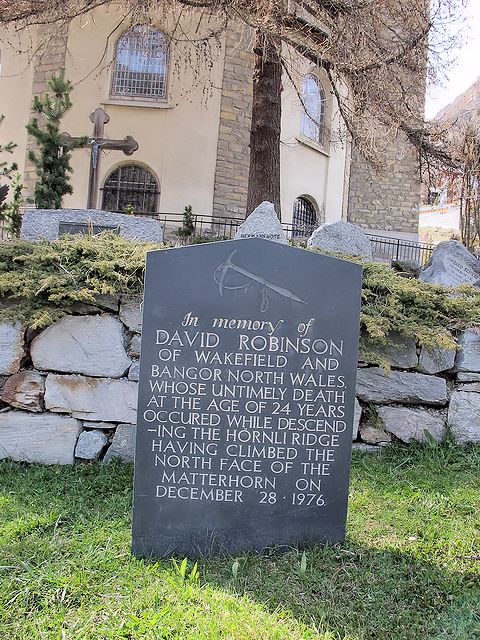 In memory of
DAVID ROBINSON
OF WAKEFIELD AND
BANGOR NORTH WALES.
WHOSE UNTIMELY DEATH
AT THE AGE OF 24 YEARS
OCCURED WHILE DESCEND
-ING THE HÖRNLI RIDGE
HAVING CLIMBED THE
NORTH FACE OF THE
MATTERHORN ON
DECEMBER 28 · 1976.